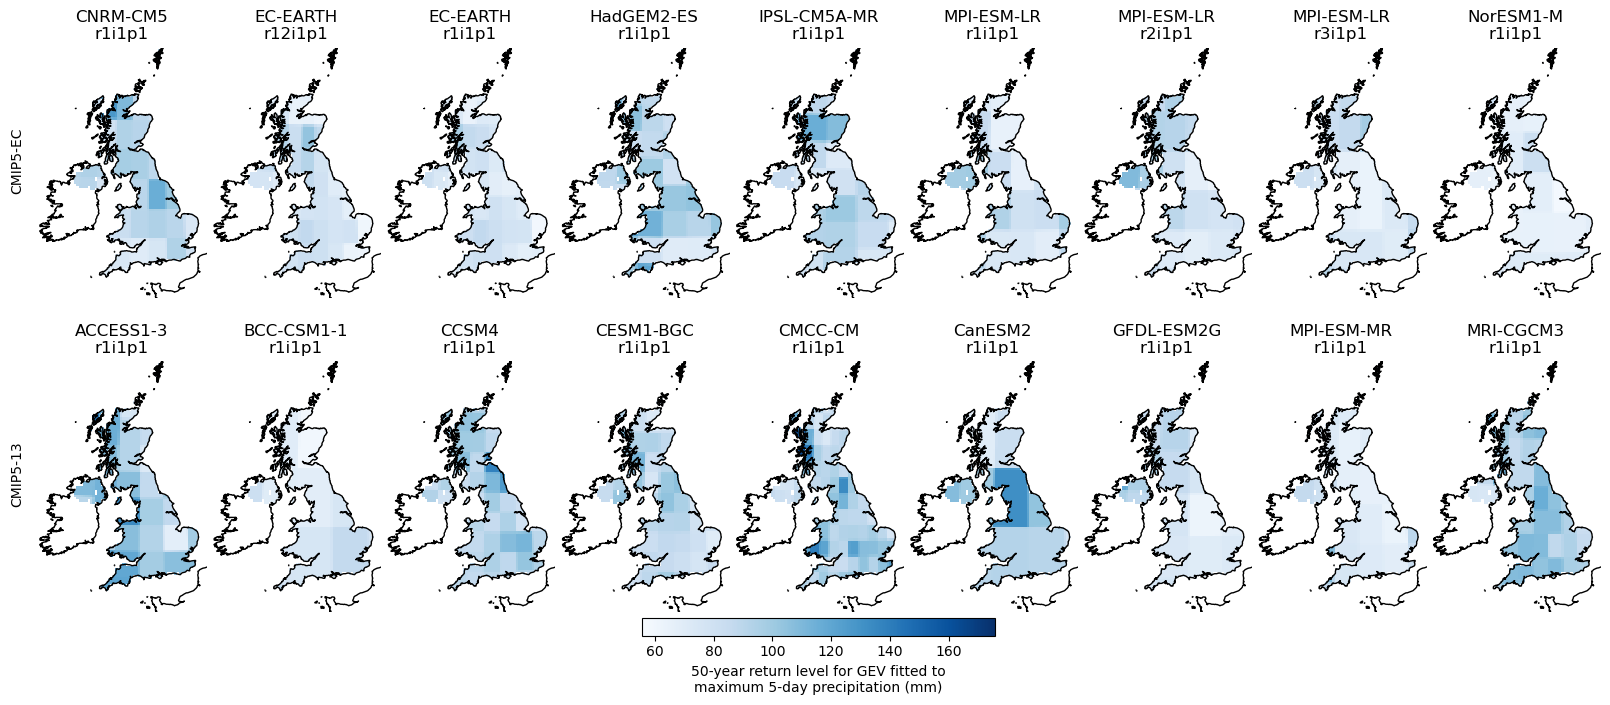 CNRM-CM5 EC-EARTH EC-EARTH HadGEM2-ES IPSL-CM5A-MR MPI-ESM-LR MPI-ESM-LR MPI-ESM-LR NorESM1-M
r1i1p1 r12i1p1 r1i1p1 r1i1p1 r1i1p1 r1i1p1 r2i1p1 r3i1p1 r1i1p1
CMIP5-EC
ACCESS1-3 BCC-CSM1-1 CCSM4 CESM1-BGC CMCC-CM CanESM2 GFDL-ESM2G MPI-ESM-MR MRI-CGCM3
r1i1p1 r1i1p1 r1i1p1 r1i1p1 r1i1p1 r1i1p1 r1i1p1 r1i1p1 r1i1p1
CMIP5-13
60 80 100 120 140 160
50-year return level for GEV fitted to
maximum 5-day precipitation (mm)